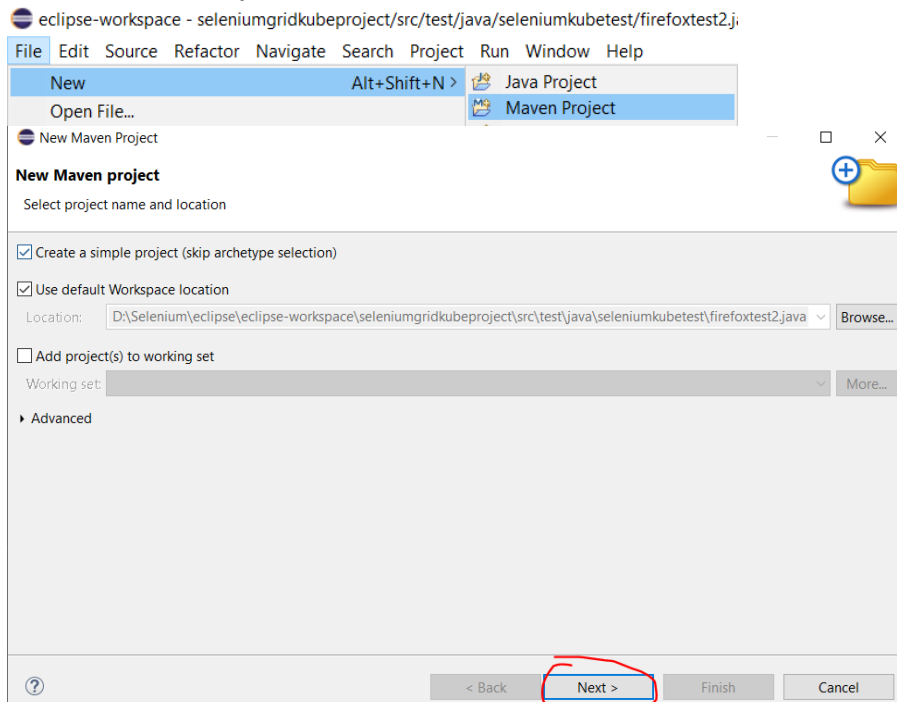 eclipse-workspace - seleniumgridkubeproject/src/test/java/seleniumkubetest/firefoxtest2.j
File Edit Source Refactor Navigate Search Project Run Window Help
New Alt+Shift+N > Java Project
Open File... Maven Project
New Maven Project
New Maven project
Select project name and location
Create a simple project (skip archetype selection)
Use default Workspace location
Location: D:\Selenium\eclipse\eclipse-workspace\seleniumgridkubeproject\src\test\java\seleniumkubetest\firefoxtest2.java Browse...
Add project(s) to working set
Working set: More...
Advanced
? < Back Next > Finish Cancel